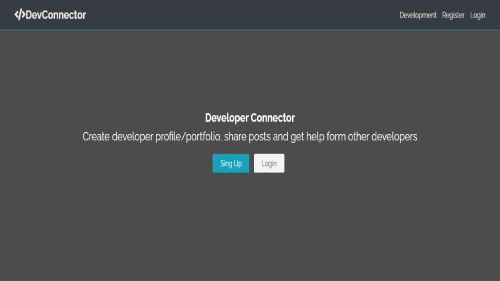 </>DevConnector
Development Register Login
Developer Connector
Create developer profile/portfolio, share posts and get help form other developers
Sing Up Login